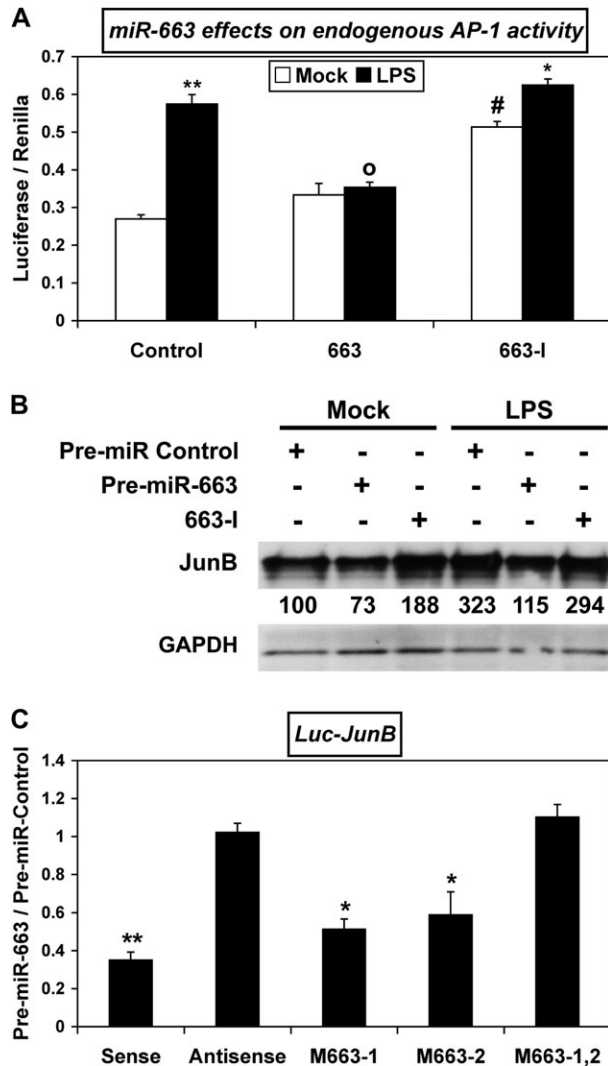 A
miR-663 effects on endogenous AP-1 activity
Mock LPS
Luciferase / Renilla
0.7
0.6
0.5
0.4
0.3
0.2
0.1
0
**
o
#
*
Control 663 663-I
B
Mock LPS
Pre-miR Control + - - + - -
Pre-miR-663 - + - - + -
663-I - - + - - +
JunB
100 73 188 323 115 294
GAPDH
C
Luc-JunB
Pre-miR-663 / Pre-miR-Control
1.4
1.2
1
0.8
0.6
0.4
0.2
0
**
*
*
Sense Antisense M663-1 M663-2 M663-1,2